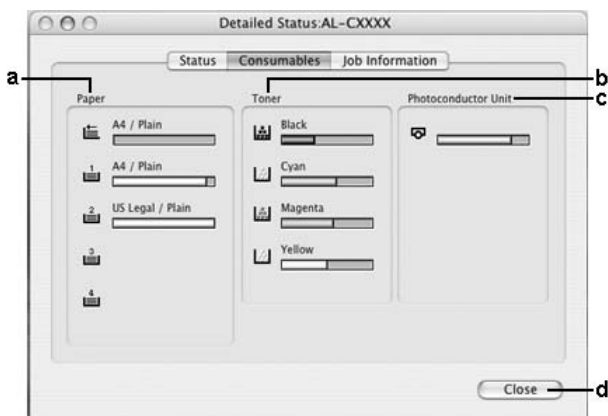 Detailed Status:AL-CXXXX
Status Consumables Job Information
a
b
c
Paper
A4 / Plain
1
A4 / Plain
2
US Legal / Plain
3
4
Toner
Black
Cyan
Magenta
Yellow
Photoconductor Unit
Close
d